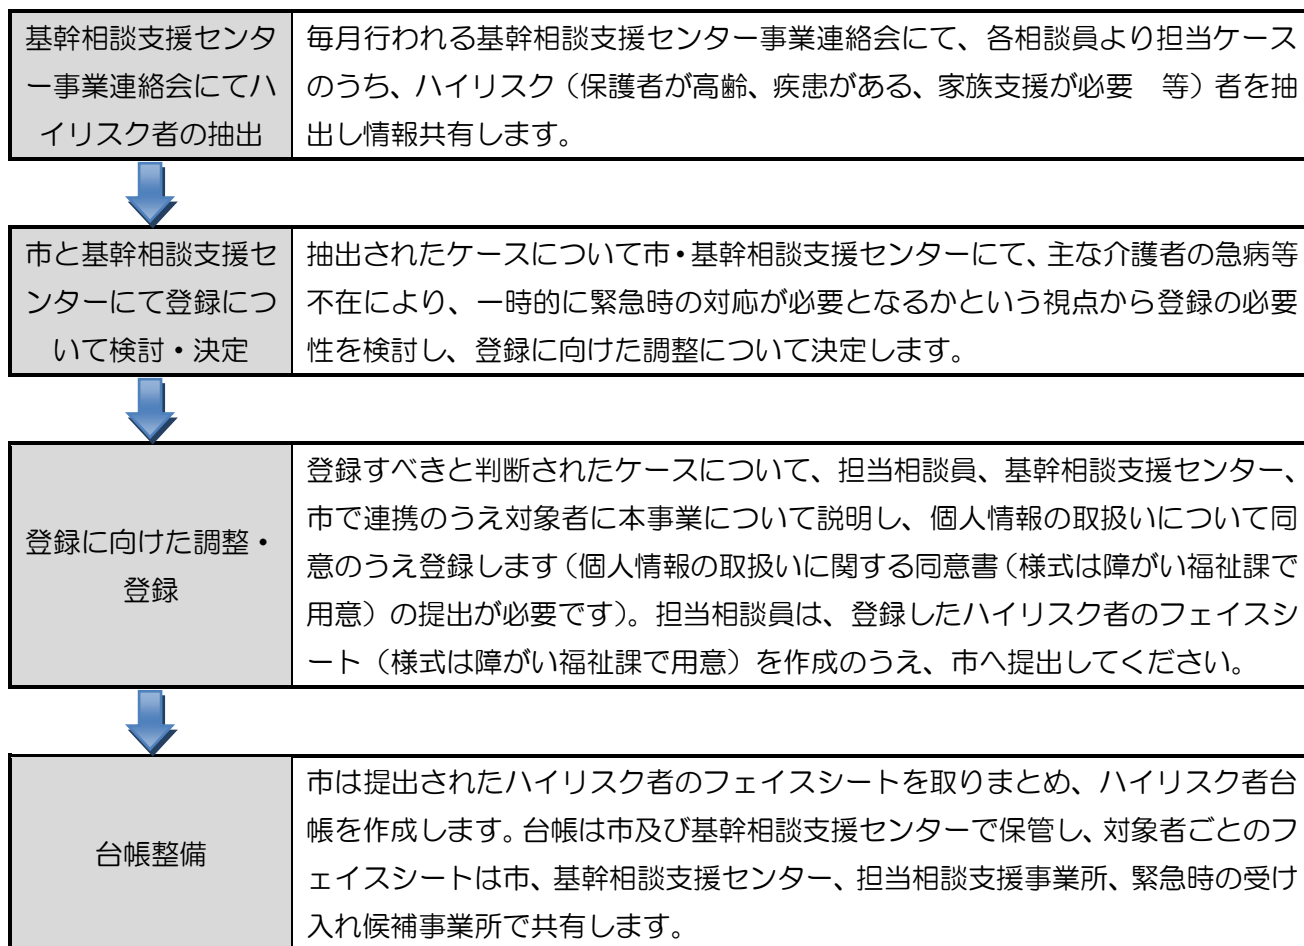 基幹相談支援センタ
ー事業連絡会にてハ
イリスク者の抽出
毎月行われる基幹相談支援センター事業連絡会にて、各相談員より担当ケース
のうち、ハイリスク（保護者が高齢、疾患がある、家族支援が必要　等）者を抽
出し情報共有します。
市と基幹相談支援セ
ンターにて登録につ
いて検討・決定
抽出されたケースについて市・基幹相談支援センターにて、主な介護者の急病等
不在により、一時的に緊急時の対応が必要となるかという視点から登録の必要
性を検討し、登録に向けた調整について決定します。
登録に向けた調整・
登録
登録すべきと判断されたケースについて、担当相談員、基幹相談支援センター、
市で連携のうえ対象者に本事業について説明し、個人情報の取扱いについて同
意のうえ登録します（個人情報の取扱いに関する同意書（様式は障がい福祉課で
用意）の提出が必要です）。担当相談員は、登録したハイリスク者のフェイスシ
ート（様式は障がい福祉課で用意）を作成のうえ、市へ提出してください。
台帳整備
市は提出されたハイリスク者のフェイスシートを取りまとめ、ハイリスク者台
帳を作成します。台帳は市及び基幹相談支援センターで保管し、対象者ごとのフ
ェイスシートは市、基幹相談支援センター、担当相談支援事業所、緊急時の受け
入れ候補事業所で共有します。